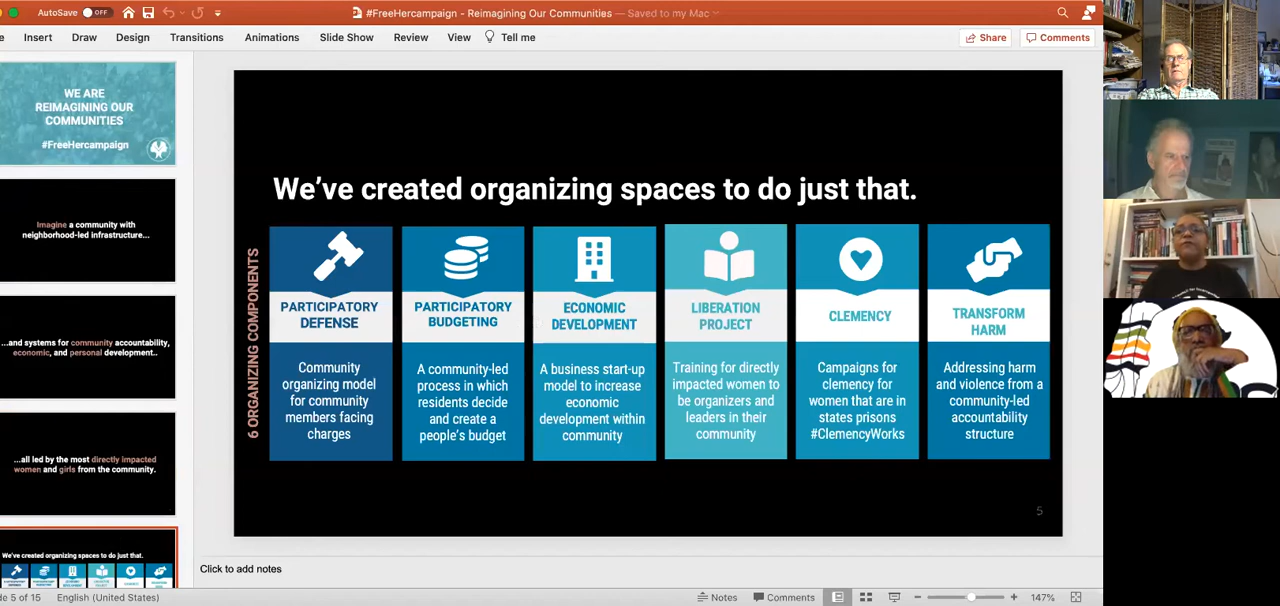 AutoSave OFF
#FreeHercampaign - Reimagining Our Communities — Saved to my Mac
Insert Draw Design Transitions Animations Slide Show Review View Tell me
Share Comments
WE ARE
REIMAGINING OUR
COMMUNITIES
#FreeHercampaign
Imagine a community with
neighborhood-led infrastructure...
...and systems for community accountability,
economic, and personal development..
...all led by the most directly impacted
women and girls from the community.
We've created organizing spaces to do just that.
We've created organizing spaces to do just that.
6 ORGANIZING COMPONENTS
PARTICIPATORY
DEFENSE
Community
organizing model
for community
members facing
charges
PARTICIPATORY
BUDGETING
A community-led
process in which
residents decide
and create a
people's budget
ECONOMIC
DEVELOPMENT
A business start-up
model to increase
economic
development within
community
LIBERATION
PROJECT
Training for directly
impacted women to
be organizers and
leaders in their
community
CLEMENCY
Campaigns for
clemency for
women that are in
states prisons
#ClemencyWorks
TRANSFORM
HARM
Addressing harm
and violence from a
community-led
accountability
structure
5
Click to add notes
de 5 of 15 English (United States) Notes Comments 147%